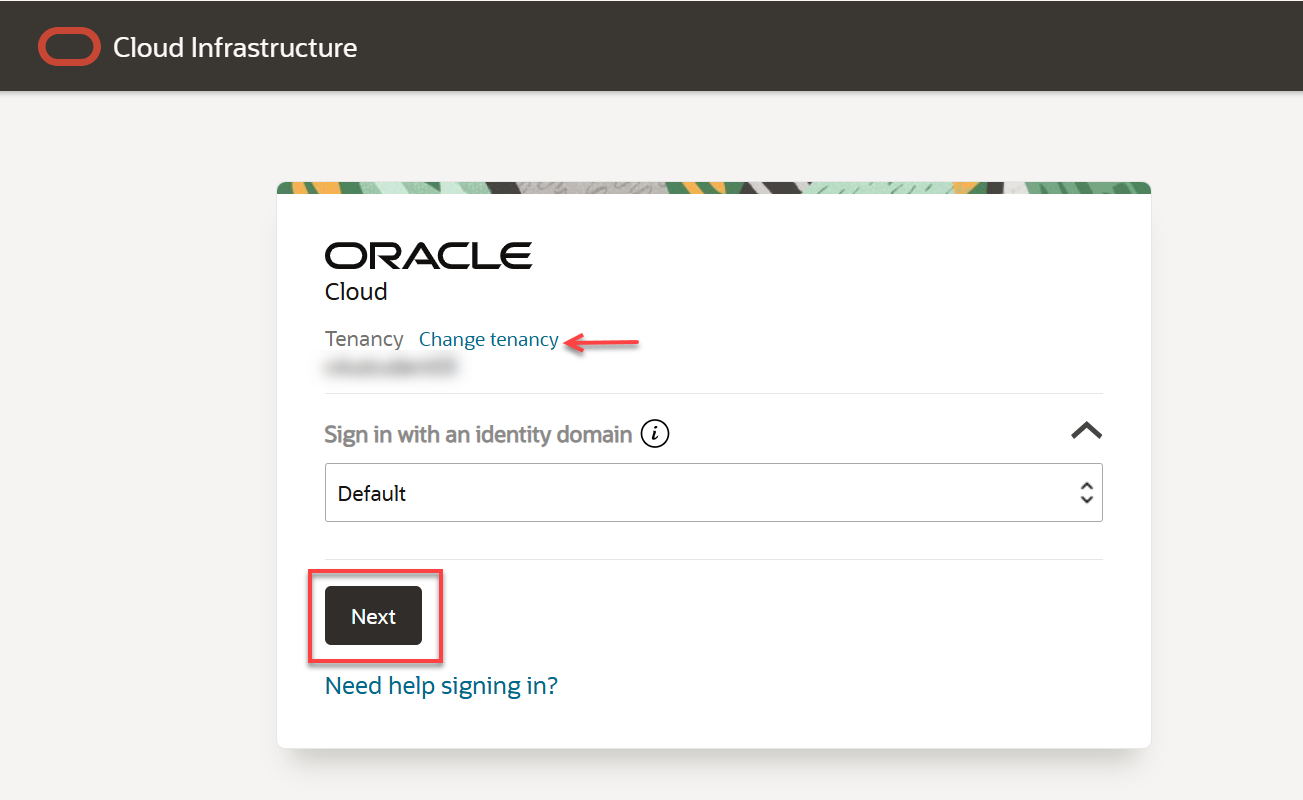 Cloud Infrastructure
ORACLE
Cloud
Tenancy Change tenancy
Sign in with an identity domain i
Default
Next
Need help signing in?